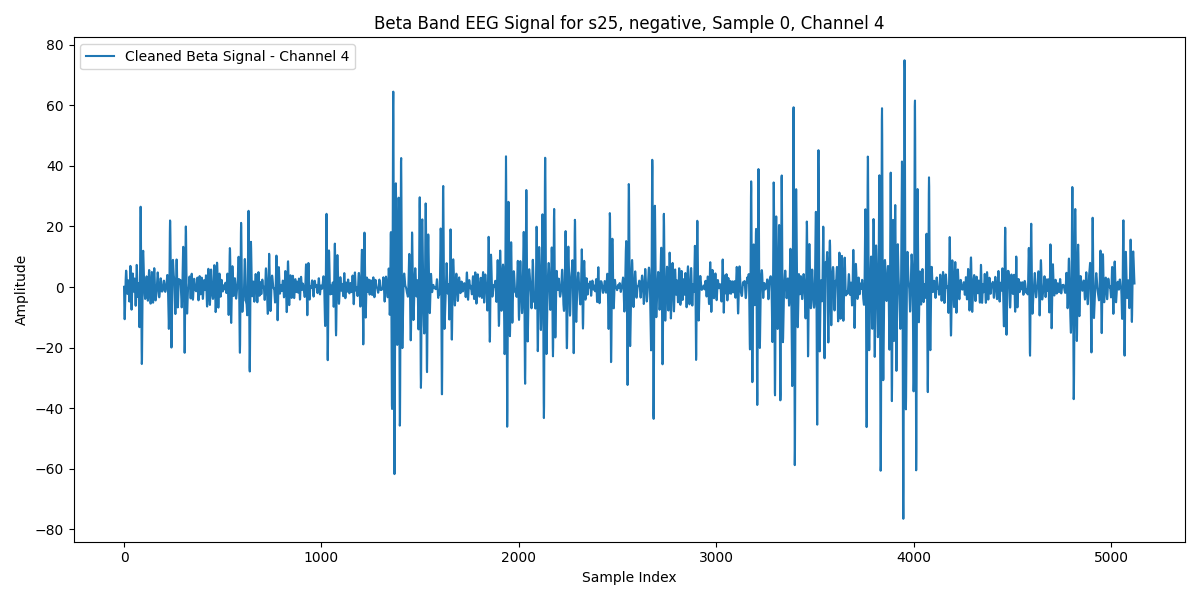 Beta Band EEG Signal for s25, negative, Sample 0, Channel 4
Cleaned Beta Signal - Channel 4
80
60
40
20
0
−20
−40
−60
−80
Amplitude
0 1000 2000 3000 4000 5000
Sample Index